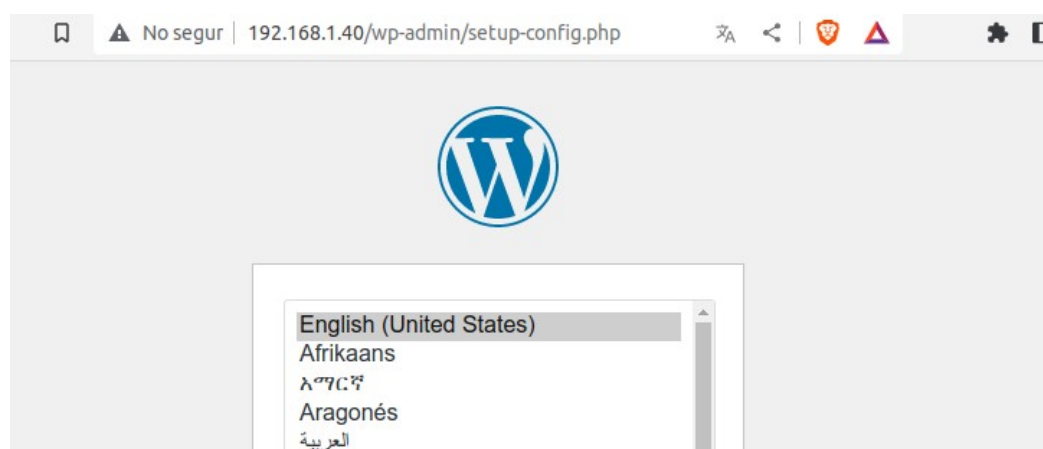 No segur 192.168.1.40/wp-admin/setup-config.php
English (United States)
Afrikaans
አማርኛ
Aragonés
العربية